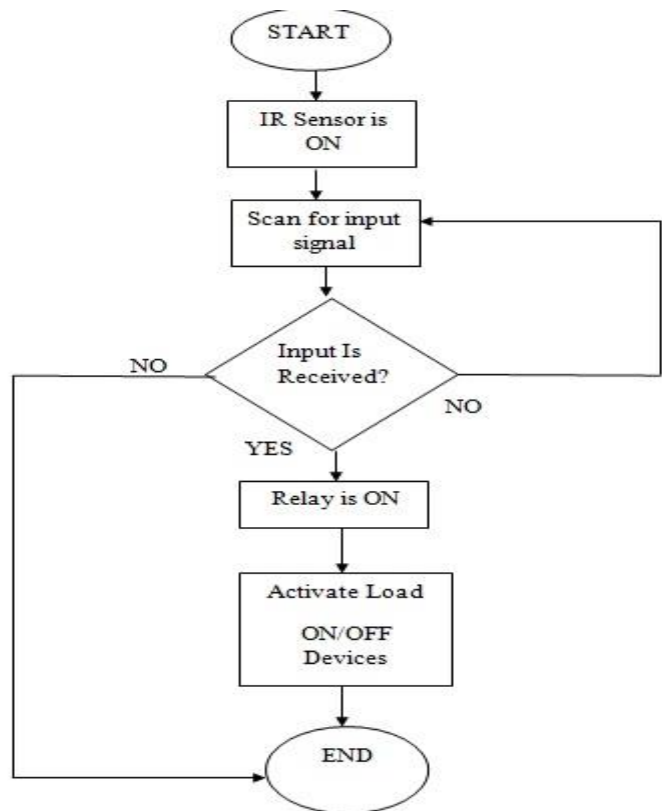 START
IR Sensor is
ON
Scan for input
signal
Input Is
Received?
NO
NO
YES
Relay is ON
Activate Load
ON/OFF
Devices
END